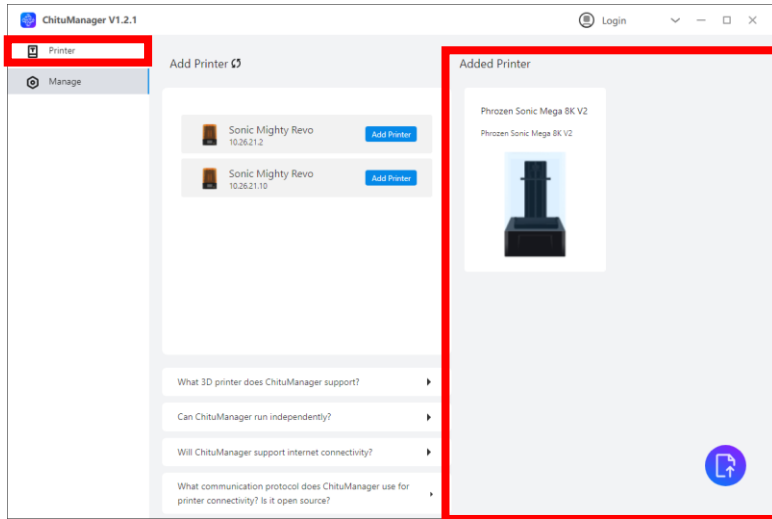 ChituManager V1.2.1
Login
Printer
Manage
Add Printer
Sonic Mighty Revo
10.26.21.2
Add Printer
Sonic Mighty Revo
10.26.21.10
Add Printer
What 3D printer does ChituManager support?
Can ChituManager run independently?
Will ChituManager support internet connectivity?
What communication protocol does ChituManager use for
printer connectivity? Is it open source?
Added Printer
Phrozen Sonic Mega 8K V2
Phrozen Sonic Mega 8K V2